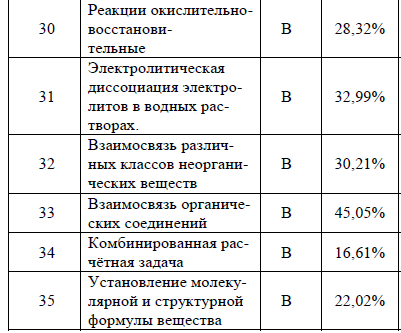 Реакции окислительно-
30 восстанови- В 28,32%
тельные
Электролитическая
31 диссоциация электро- В 32,99%
литов в водных рас-
творах.
Взаимосвязь различ-
32 ных классов неоргани- В 30,21%
ческих веществ
33 Взаимосвязь органиче- В 45,05%
ских соединений
34 Комбинированная рас- В 16,61%
чётная задача
Установление молеку-
35 лярной и структурной В 22,02%
формулы вещества